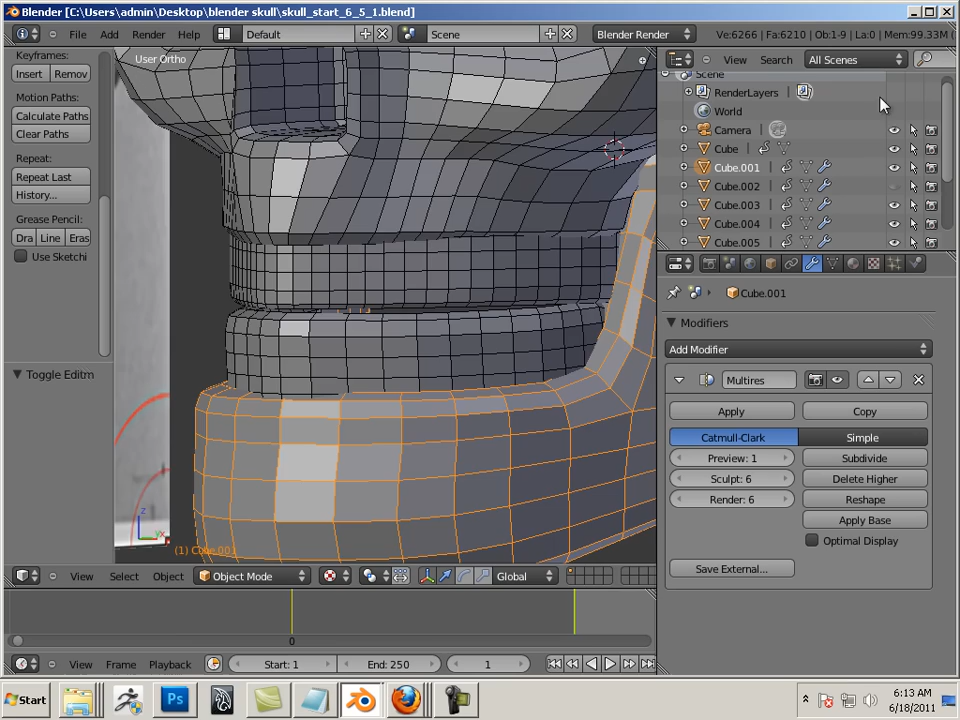 Blender [C:\Users\admin\Desktop\blender skull\skull_start_6_5_1.blend]
File Add Render Help Default Scene Blender Render Ve:6266 | Fa:6210 | Ob:1-9 | La:0 | Mem:99.33M (
Keyframes:
Insert Remov
Motion Paths:
Calculate Paths
Clear Paths
Repeat:
Repeat Last
History...
Grease Pencil:
Dra Line Eras
Use Sketchi
Toggle Editm
User Ortho
z
(1) Cube.001
View Select Object Object Mode Global
0
View Frame Playback Start: 1 End: 250 1
View Search All Scenes
Scene
RenderLayers |
World
Camera |
Cube |
Cube.001 |
Cube.002 |
Cube.003 |
Cube.004 |
Cube.005 |
Cube.001
Modifiers
Add Modifier
Multires
Apply Copy
Catmull-Clark Simple
Preview: 1 Subdivide
Sculpt: 6 Delete Higher
Render: 6 Reshape
Apply Base
Optimal Display
Save External...
Start Ps 6:13 AM
6/18/2011